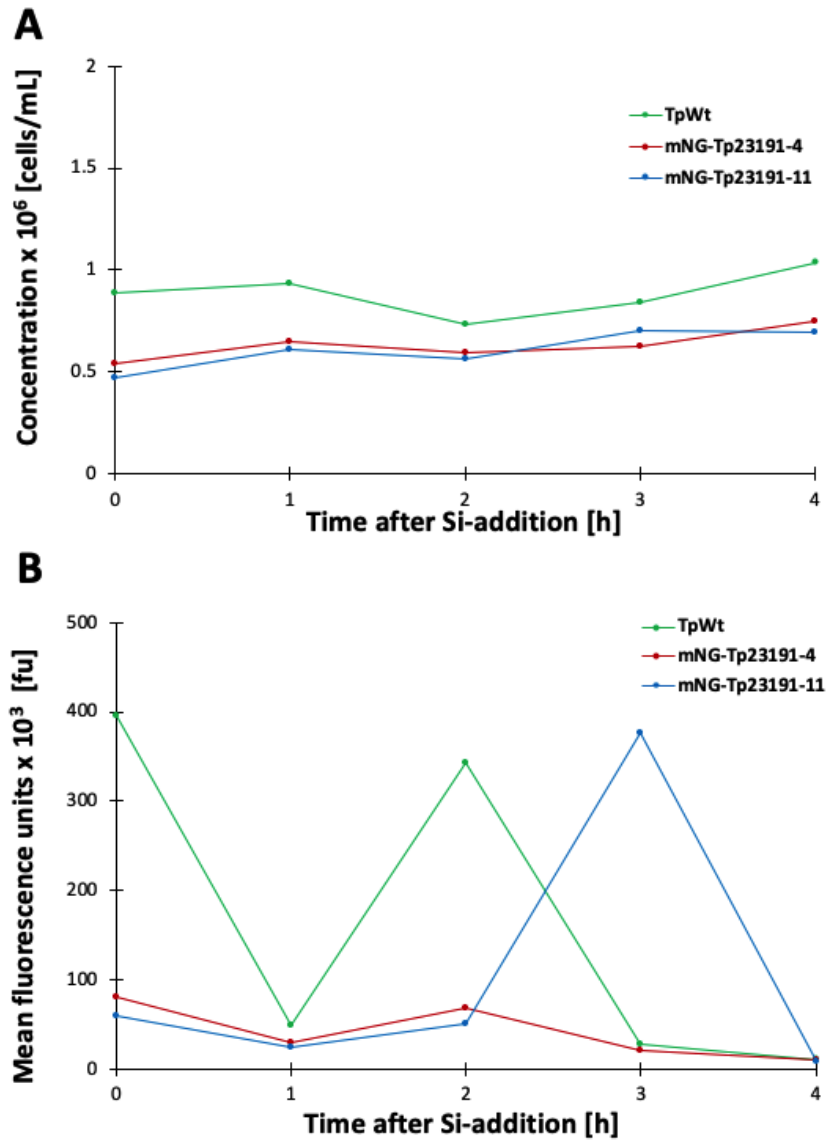 A
Concentration x 10⁶ [cells/mL]
2
1.5
1
0.5
0
TpWt
mNG-Tp23191-4
mNG-Tp23191-11
0 1 2 3 4
Time after Si-addition [h]
B
Mean fluorescence units x 10³ [fu]
500
400
300
200
100
0
TpWt
mNG-Tp23191-4
mNG-Tp23191-11
0 1 2 3 4
Time after Si-addition [h]